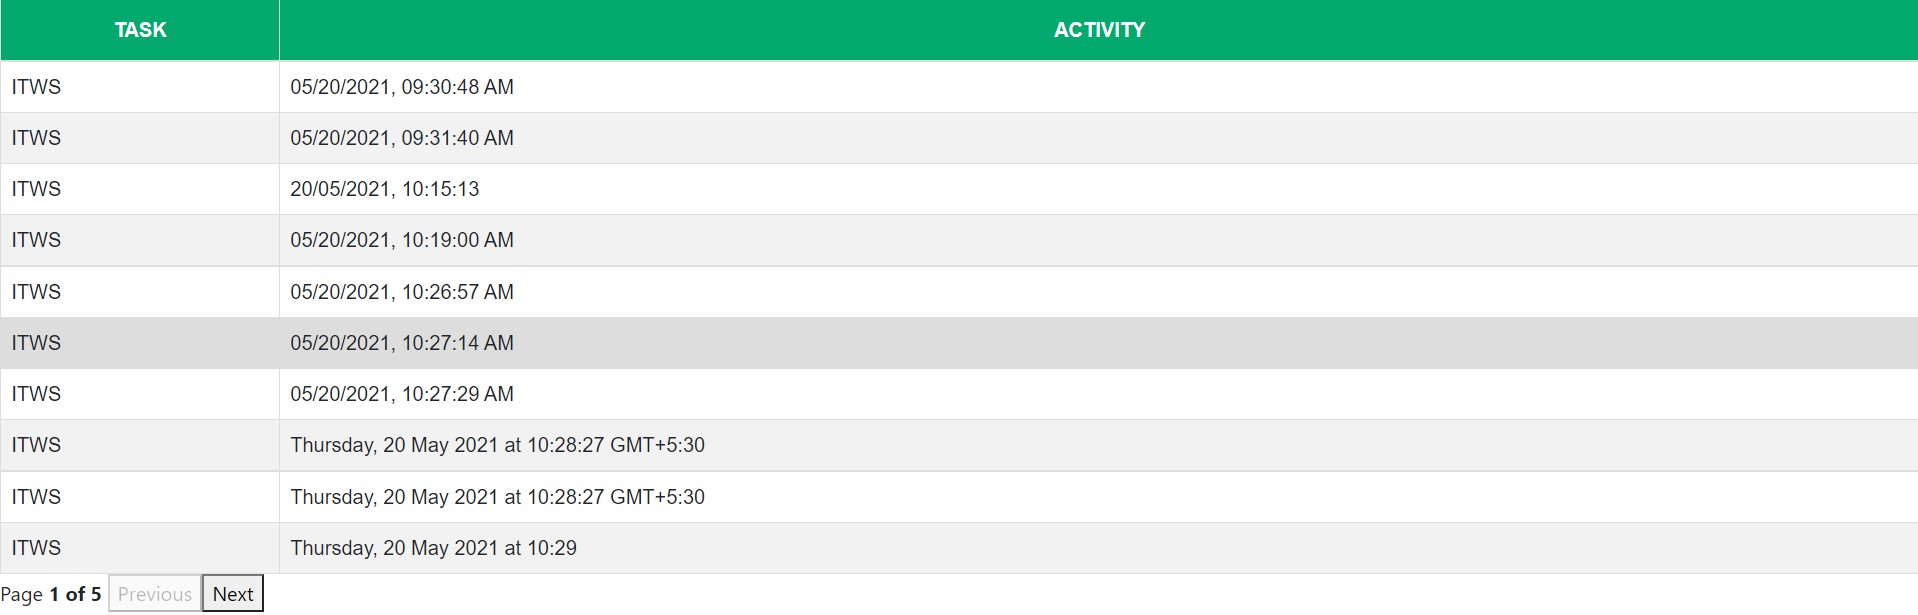 TASK ACTIVITY
ITWS 05/20/2021, 09:30:48 AM
ITWS 05/20/2021, 09:31:40 AM
ITWS 20/05/2021, 10:15:13
ITWS 05/20/2021, 10:19:00 AM
ITWS 05/20/2021, 10:26:57 AM
ITWS 05/20/2021, 10:27:14 AM
ITWS 05/20/2021, 10:27:29 AM
ITWS Thursday, 20 May 2021 at 10:28:27 GMT+5:30
ITWS Thursday, 20 May 2021 at 10:28:27 GMT+5:30
ITWS Thursday, 20 May 2021 at 10:29
Page 1 of 5 Previous Next